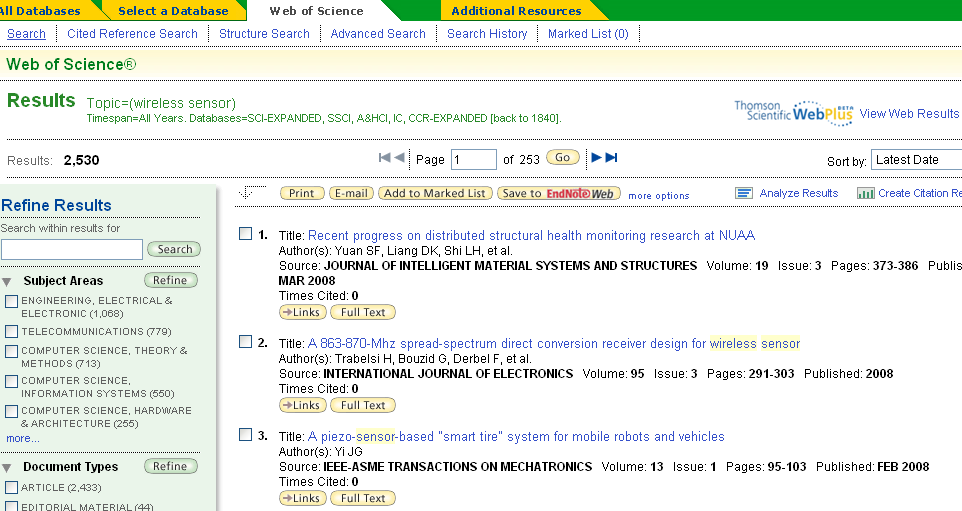 All Databases Select a Database Web of Science Additional Resources
Search Cited Reference Search Structure Search Advanced Search Search History Marked List (0)
Web of Science®
Results Topic=(wireless sensor)
Timespan=All Years. Databases=SCI-EXPANDED, SSCI, A&HCI, IC, CCR-EXPANDED [back to 1840].
Thomson Scientific WebPlus BETA View Web Results
Results: 2,530 Page 1 of 253 Go Sort by: Latest Date
Print E-mail Add to Marked List Save to EndNote Web more options Analyze Results Create Citation Re
Refine Results
Search within results for
Search
Subject Areas Refine
ENGINEERING, ELECTRICAL &
ELECTRONIC (1,068)
TELECOMMUNICATIONS (779)
COMPUTER SCIENCE, THEORY &
METHODS (713)
COMPUTER SCIENCE,
INFORMATION SYSTEMS (550)
COMPUTER SCIENCE, HARDWARE
& ARCHITECTURE (255)
more...
Document Types Refine
ARTICLE (2,433)
EDITORIAL MATERIAL (44)
1. Title: Recent progress on distributed structural health monitoring research at NUAA
Author(s): Yuan SF, Liang DK, Shi LH, et al.
Source: JOURNAL OF INTELLIGENT MATERIAL SYSTEMS AND STRUCTURES Volume: 19 Issue: 3 Pages: 373-386 Publis
MAR 2008
Times Cited: 0
Links Full Text
2. Title: A 863-870-Mhz spread-spectrum direct conversion receiver design for wireless sensor
Author(s): Trabelsi H, Bouzid G, Derbel F, et al.
Source: INTERNATIONAL JOURNAL OF ELECTRONICS Volume: 95 Issue: 3 Pages: 291-303 Published: 2008
Times Cited: 0
Links Full Text
3. Title: A piezo-sensor-based "smart tire" system for mobile robots and vehicles
Author(s): Yi JG
Source: IEEE-ASME TRANSACTIONS ON MECHATRONICS Volume: 13 Issue: 1 Pages: 95-103 Published: FEB 2008
Times Cited: 0
Links Full Text